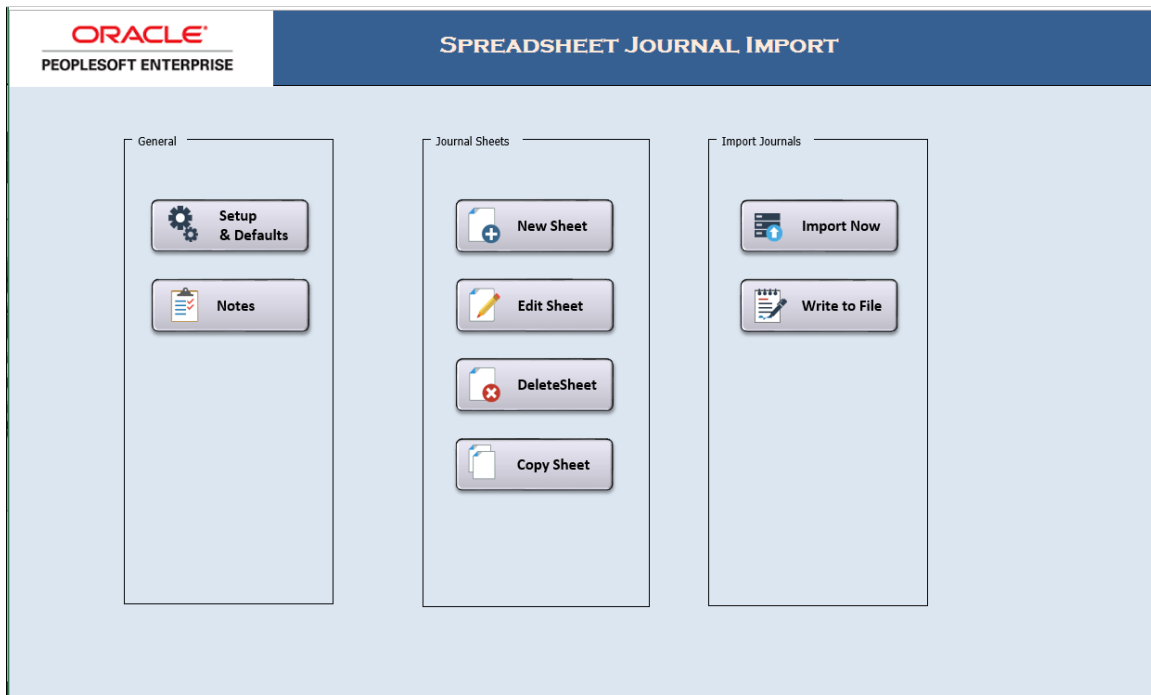 ORACLE
PEOPLESOFT ENTERPRISE
SPREADSHEET JOURNAL IMPORT
General
Setup
& Defaults
Notes
Journal Sheets
New Sheet
Edit Sheet
DeleteSheet
Copy Sheet
Import Journals
Import Now
Write to File